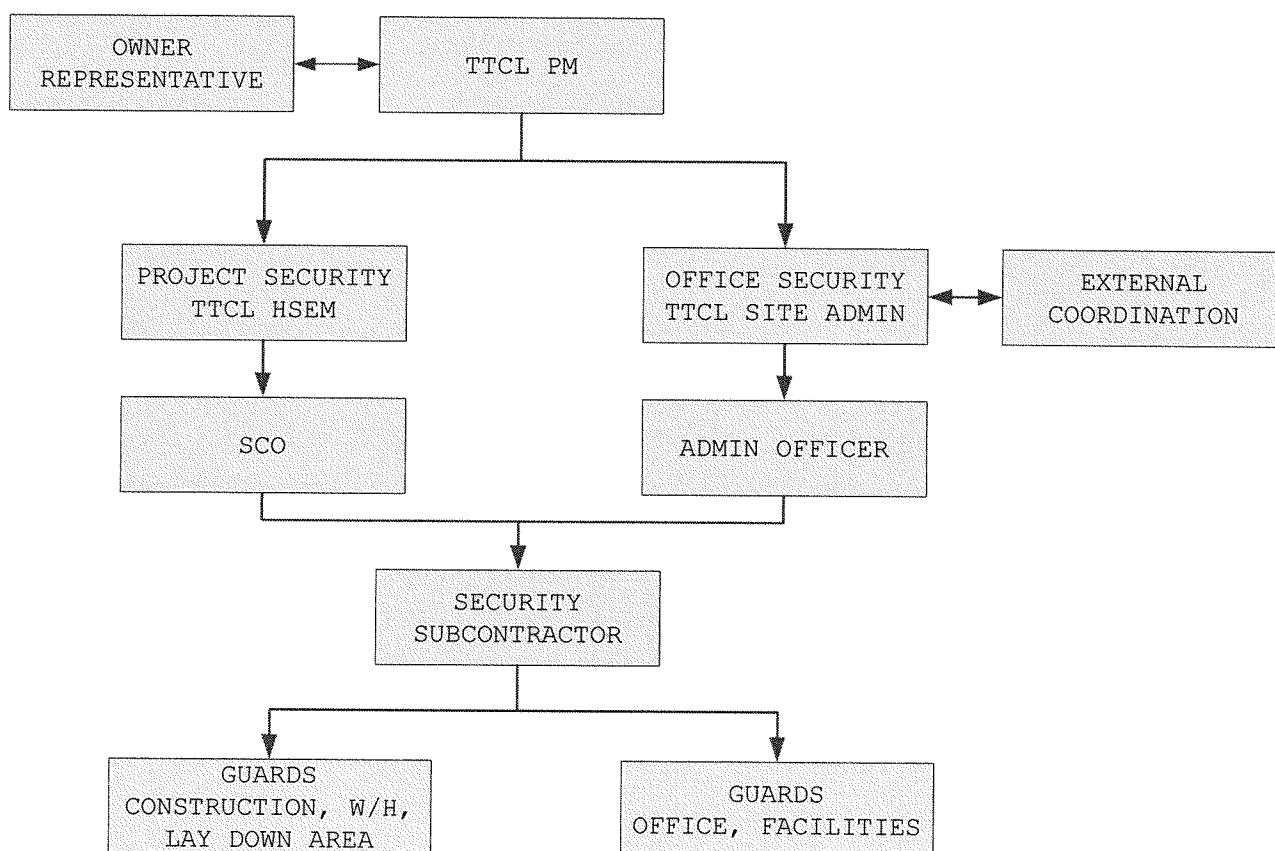 OWNER
REPRESENTATIVE
TTCL PM
PROJECT SECURITY
TTCL HSEM
OFFICE SECURITY
TTCL SITE ADMIN
EXTERNAL
COORDINATION
SCO
ADMIN OFFICER
SECURITY
SUBCONTRACTOR
GUARDS
CONSTRUCTION, W/H,
LAY DOWN AREA
GUARDS
OFFICE, FACILITIES